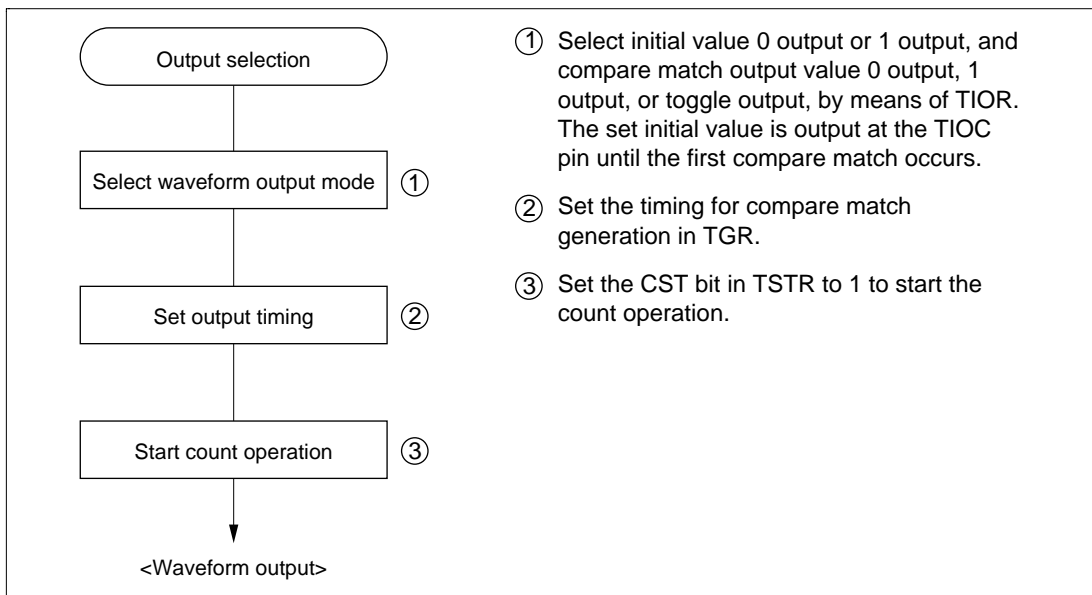 Output selection
Select waveform output mode ①
Set output timing ②
Start count operation ③
<Waveform output>
① Select initial value 0 output or 1 output, and
compare match output value 0 output, 1
output, or toggle output, by means of TIOR.
The set initial value is output at the TIOC
pin until the first compare match occurs.
② Set the timing for compare match
generation in TGR.
③ Set the CST bit in TSTR to 1 to start the
count operation.